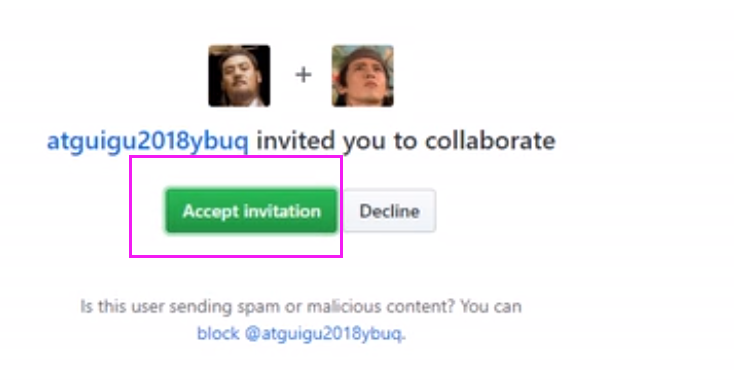 +
atguigu2018ybuq invited you to collaborate
Accept invitation Decline
Is this user sending spam or malicious content? You can
block @atguigu2018ybuq.